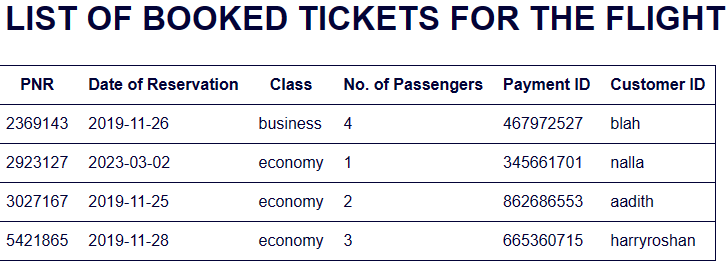 LIST OF BOOKED TICKETS FOR THE FLIGHT
PNR Date of Reservation Class No. of Passengers Payment ID Customer ID
2369143 2019-11-26 business 4 467972527 blah
2923127 2023-03-02 economy 1 345661701 nalla
3027167 2019-11-25 economy 2 862686553 aadith
5421865 2019-11-28 economy 3 665360715 harryroshan